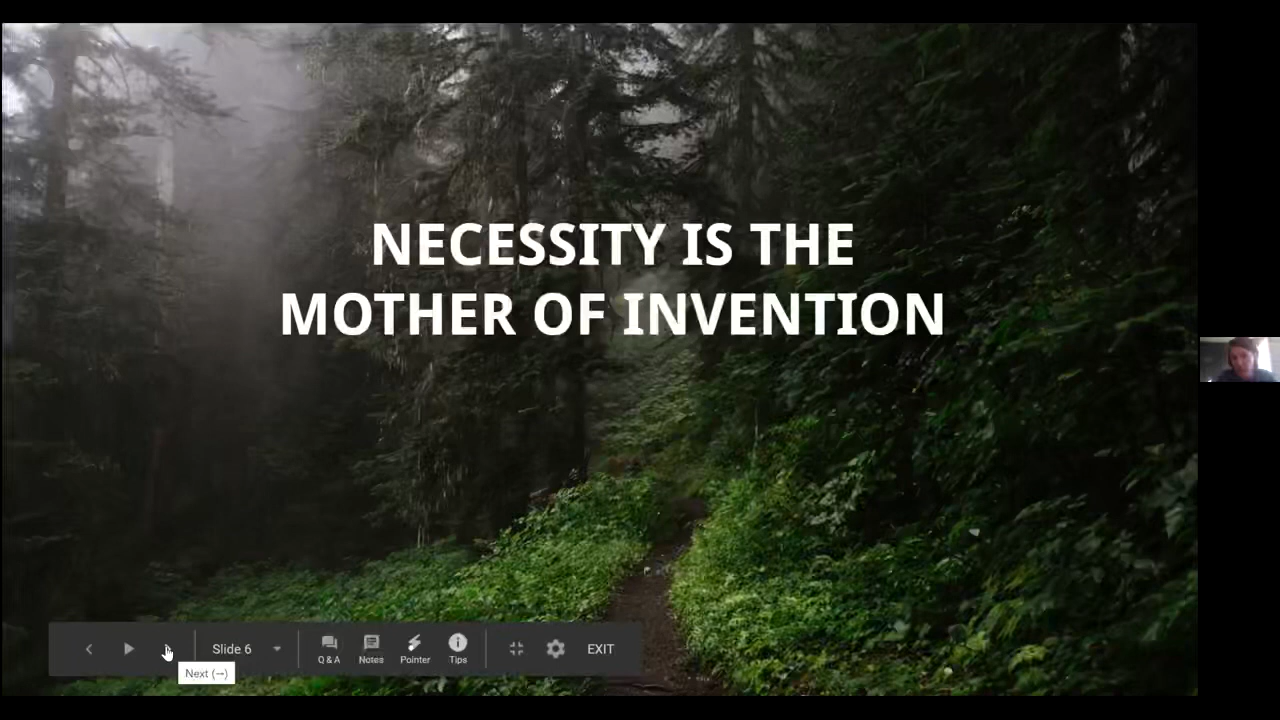 NECESSITY IS THE
MOTHER OF INVENTION
Slide 6
Q & A
Notes
Pointer
Tips
EXIT
Next (→)